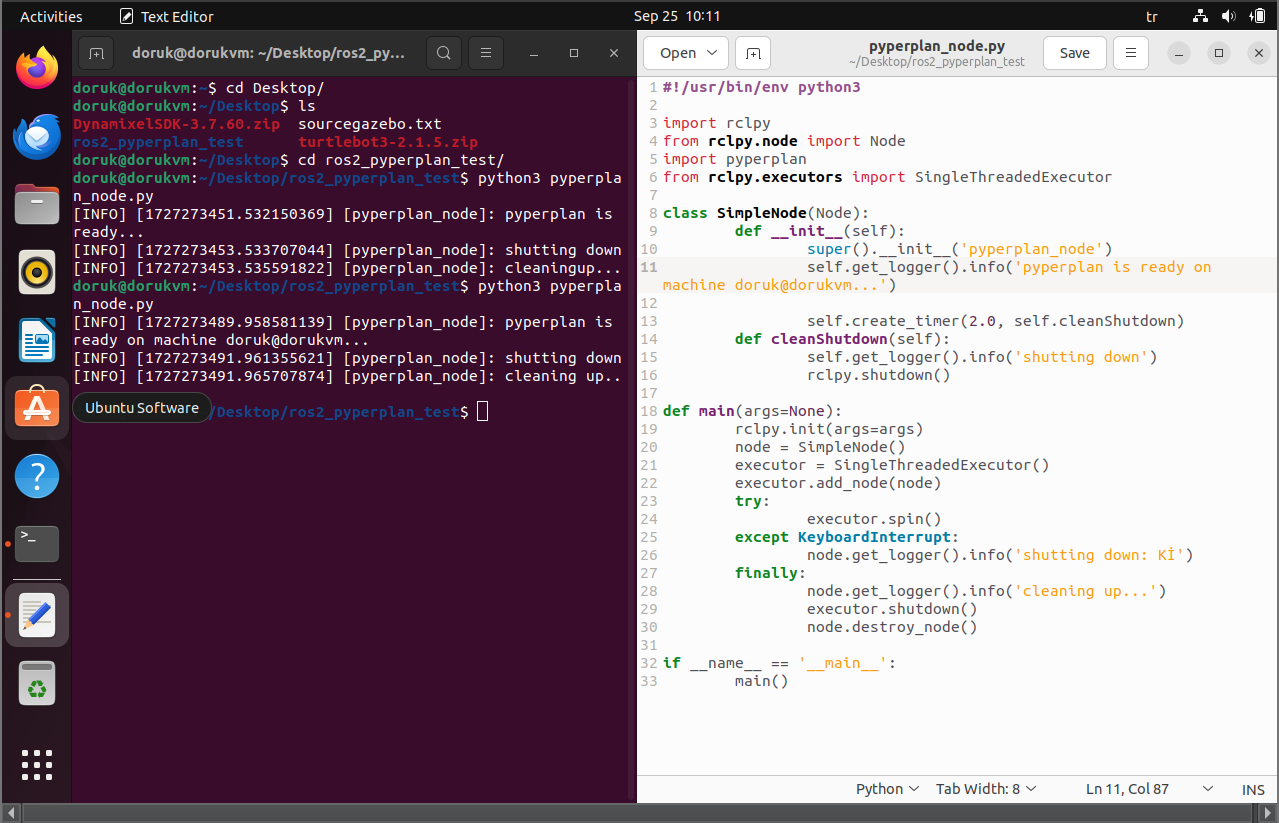 Activities
Text Editor
Sep 25 10:11
tr
doruk@dorukvm: ~/Desktop/ros2_py...
doruk@dorukvm:~$ cd Desktop/
doruk@dorukvm:~/Desktop$ ls
DynamixelSDK-3.7.60.zip  sourcegazebo.txt
ros2_pyperplan_test      turtlebot3-2.1.5.zip
doruk@dorukvm:~/Desktop$ cd ros2_pyperplan_test/
doruk@dorukvm:~/Desktop/ros2_pyperplan_test$ python3 pyperpla
n_node.py
[INFO] [1727273451.532150369] [pyperplan_node]: pyperplan is
ready...
[INFO] [1727273453.533707044] [pyperplan_node]: shutting down
[INFO] [1727273453.535591822] [pyperplan_node]: cleaningup...
doruk@dorukvm:~/Desktop/ros2_pyperplan_test$ python3 pyperpla
n_node.py
[INFO] [1727273489.958581139] [pyperplan_node]: pyperplan is
ready on machine doruk@dorukvm...
[INFO] [1727273491.961355621] [pyperplan_node]: shutting down
[INFO] [1727273491.965707874] [pyperplan_node]: cleaning up..
Ubuntu Software
/Desktop/ros2_pyperplan_test$
Open
pyperplan_node.py
~/Desktop/ros2_pyperplan_test
Save
1 #!/usr/bin/env python3
2
3 import rclpy
4 from rclpy.node import Node
5 import pyperplan
6 from rclpy.executors import SingleThreadedExecutor
7
8 class SimpleNode(Node):
9         def __init__(self):
10                 super().__init__('pyperplan_node')
11                 self.get_logger().info('pyperplan is ready on
machine doruk@dorukvm...')
12
13                 self.create_timer(2.0, self.cleanShutdown)
14         def cleanShutdown(self):
15                 self.get_logger().info('shutting down')
16                 rclpy.shutdown()
17
18 def main(args=None):
19         rclpy.init(args=args)
20         node = SimpleNode()
21         executor = SingleThreadedExecutor()
22         executor.add_node(node)
23         try:
24                 executor.spin()
25         except KeyboardInterrupt:
26                 node.get_logger().info('shutting down: Kİ')
27         finally:
28                 node.get_logger().info('cleaning up...')
29                 executor.shutdown()
30                 node.destroy_node()
31
32 if __name__ == '__main__':
33         main()
Python
Tab Width: 8
Ln 11, Col 87
INS